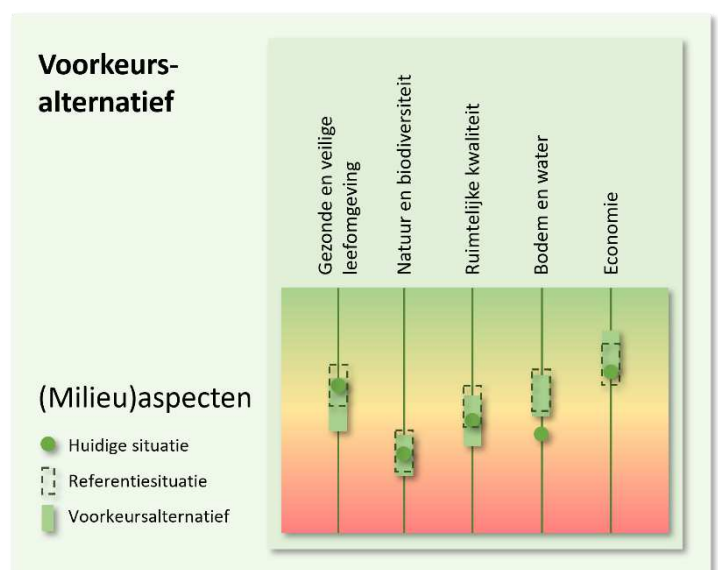 Voorkeurs-
alternatief
Gezonde en veilige
leefomgeving
Natuur en biodiversiteit
Ruimtelijke kwaliteit
Bodem en water
Economie
(Milieu)aspecten
Huidige situatie
Referentiesituatie
Voorkeursalternatief